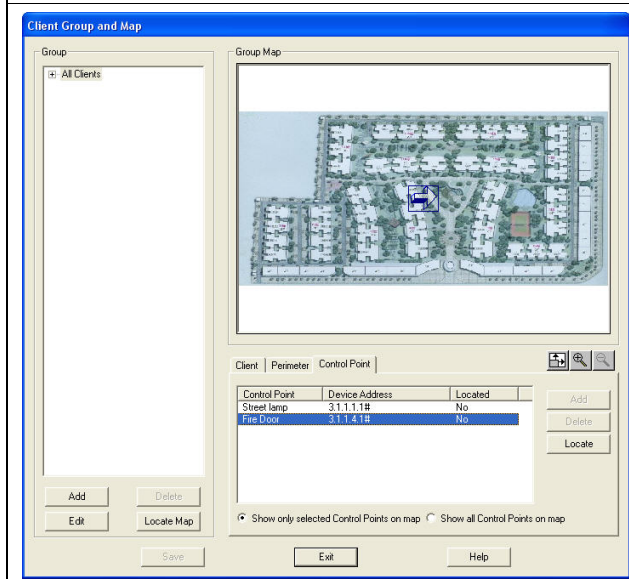 Client Group and Map
Group
Group Map
All Clients
Client Perimeter Control Point
Control Point Device Address Located
Street lamp 3.1.1.1.1# No
Fire Door 3.1.1.4.1# No
Add
Delete
Locate
Add Delete
Edit Locate Map
Show only selected Control Points on map Show all Control Points on map
Save Exit Help